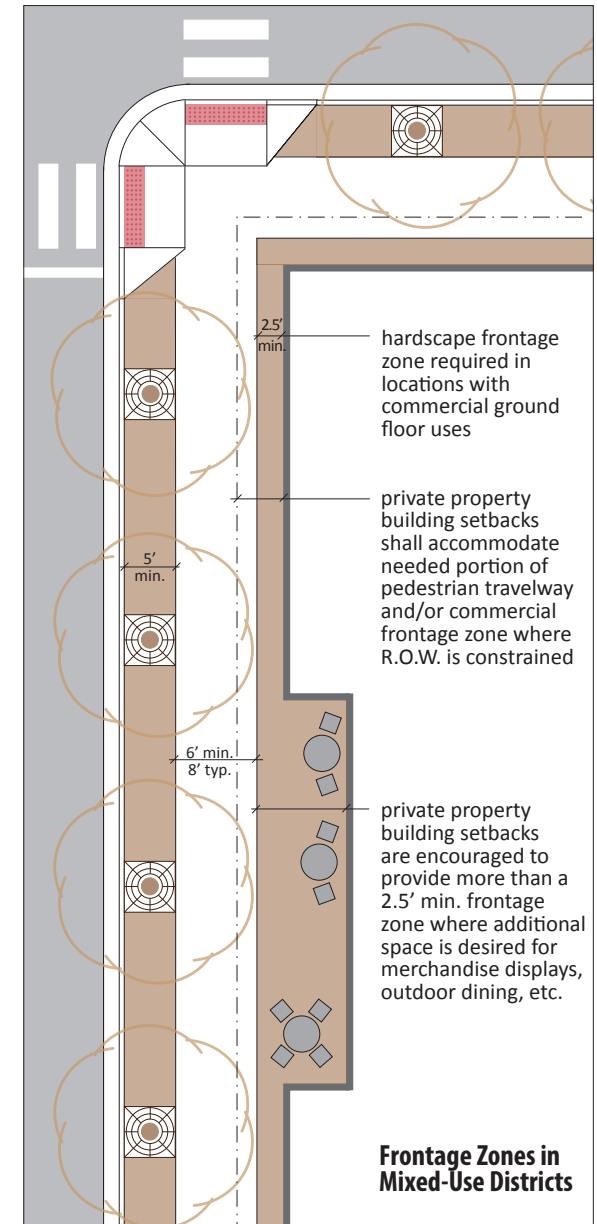 2.5'
min.
hardscape frontage
zone required in
locations with
commercial ground
floor uses
private property
building setbacks
shall accommodate
needed portion of
pedestrian travelway
and/or commercial
frontage zone where
R.O.W. is constrained
5'
min.
6' min.
8' typ.
private property
building setbacks
are encouraged to
provide more than a
2.5' min. frontage
zone where additional
space is desired for
merchandise displays,
outdoor dining, etc.
Frontage Zones in
Mixed-Use Districts